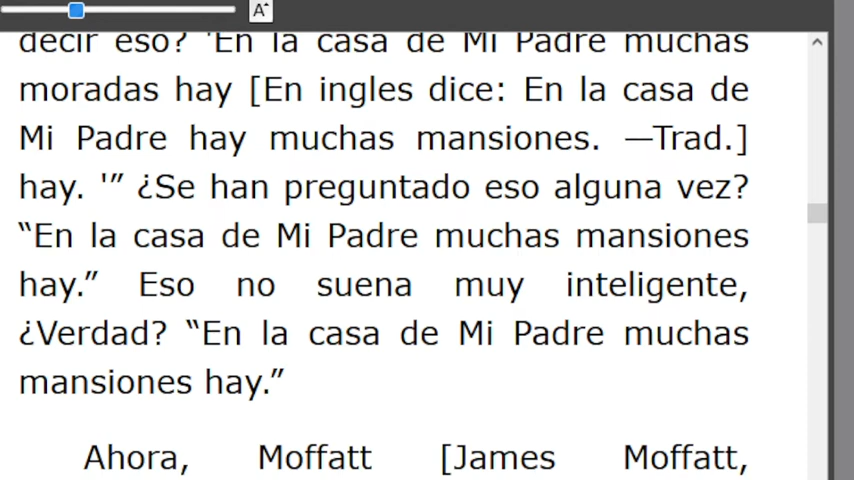 A
decir eso? 'En la casa de Mi Padre muchas
moradas hay [En ingles dice: En la casa de
Mi Padre hay muchas mansiones. —Trad.]
hay. '” ¿Se han preguntado eso alguna vez?
“En la casa de Mi Padre muchas mansiones
hay.” Eso no suena muy inteligente,
¿Verdad? “En la casa de Mi Padre muchas
mansiones hay.”
Ahora, Moffatt [James Moffatt,